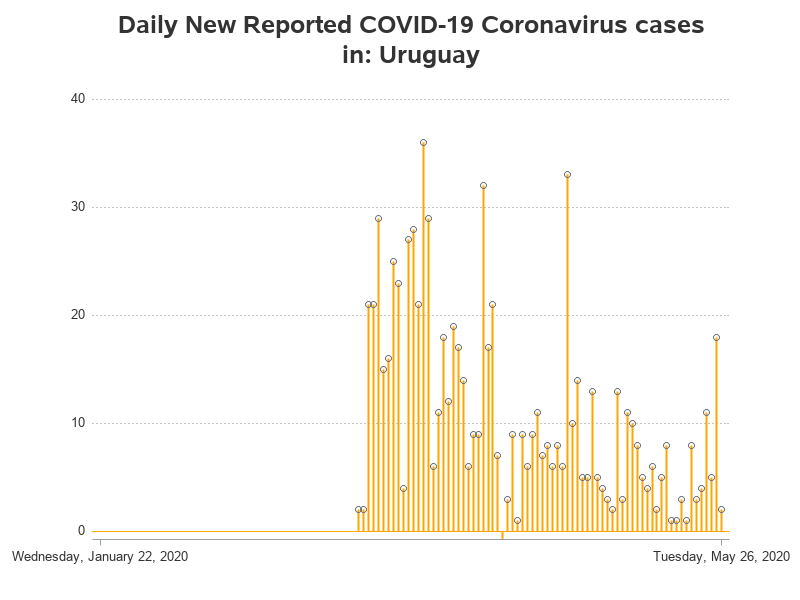 Daily New Reported COVID-19 Coronavirus cases
in: Uruguay
40
30
20
10
0
Wednesday, January 22, 2020
Tuesday, May 26, 2020